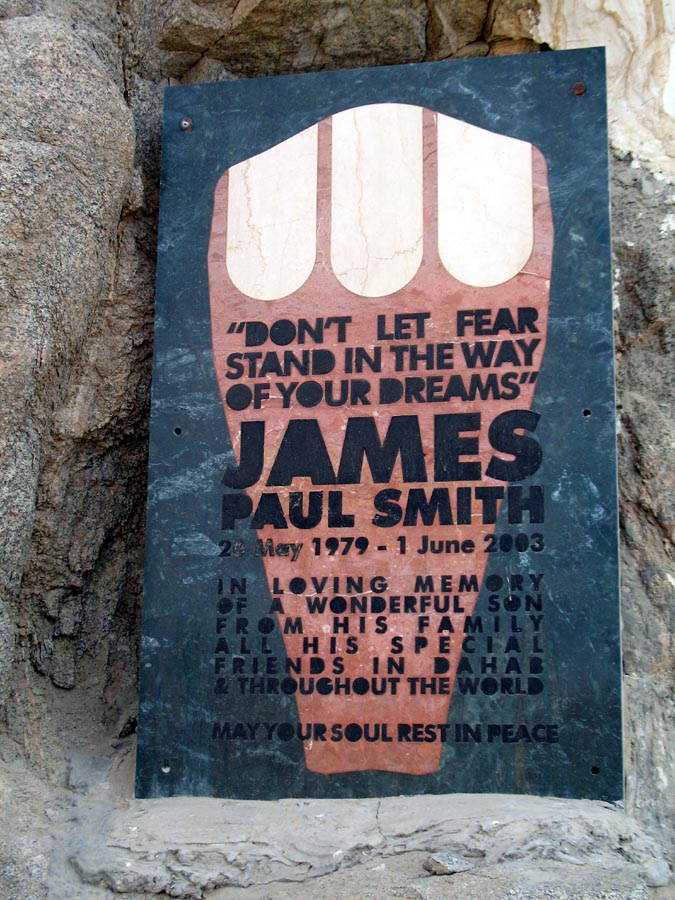 "DON'T LET FEAR
STAND IN THE WAY
OF YOUR DREAMS"
JAMES
PAUL SMITH
May 1979 - 1 June 2003
IN LOVING MEMORY
OF A WONDERFUL SON
FROM HIS FAMILY
ALL HIS SPECIAL
FRIENDS IN DAHAB
& THROUGHOUT THE WORLD
MAY YOUR SOUL REST IN PEACE